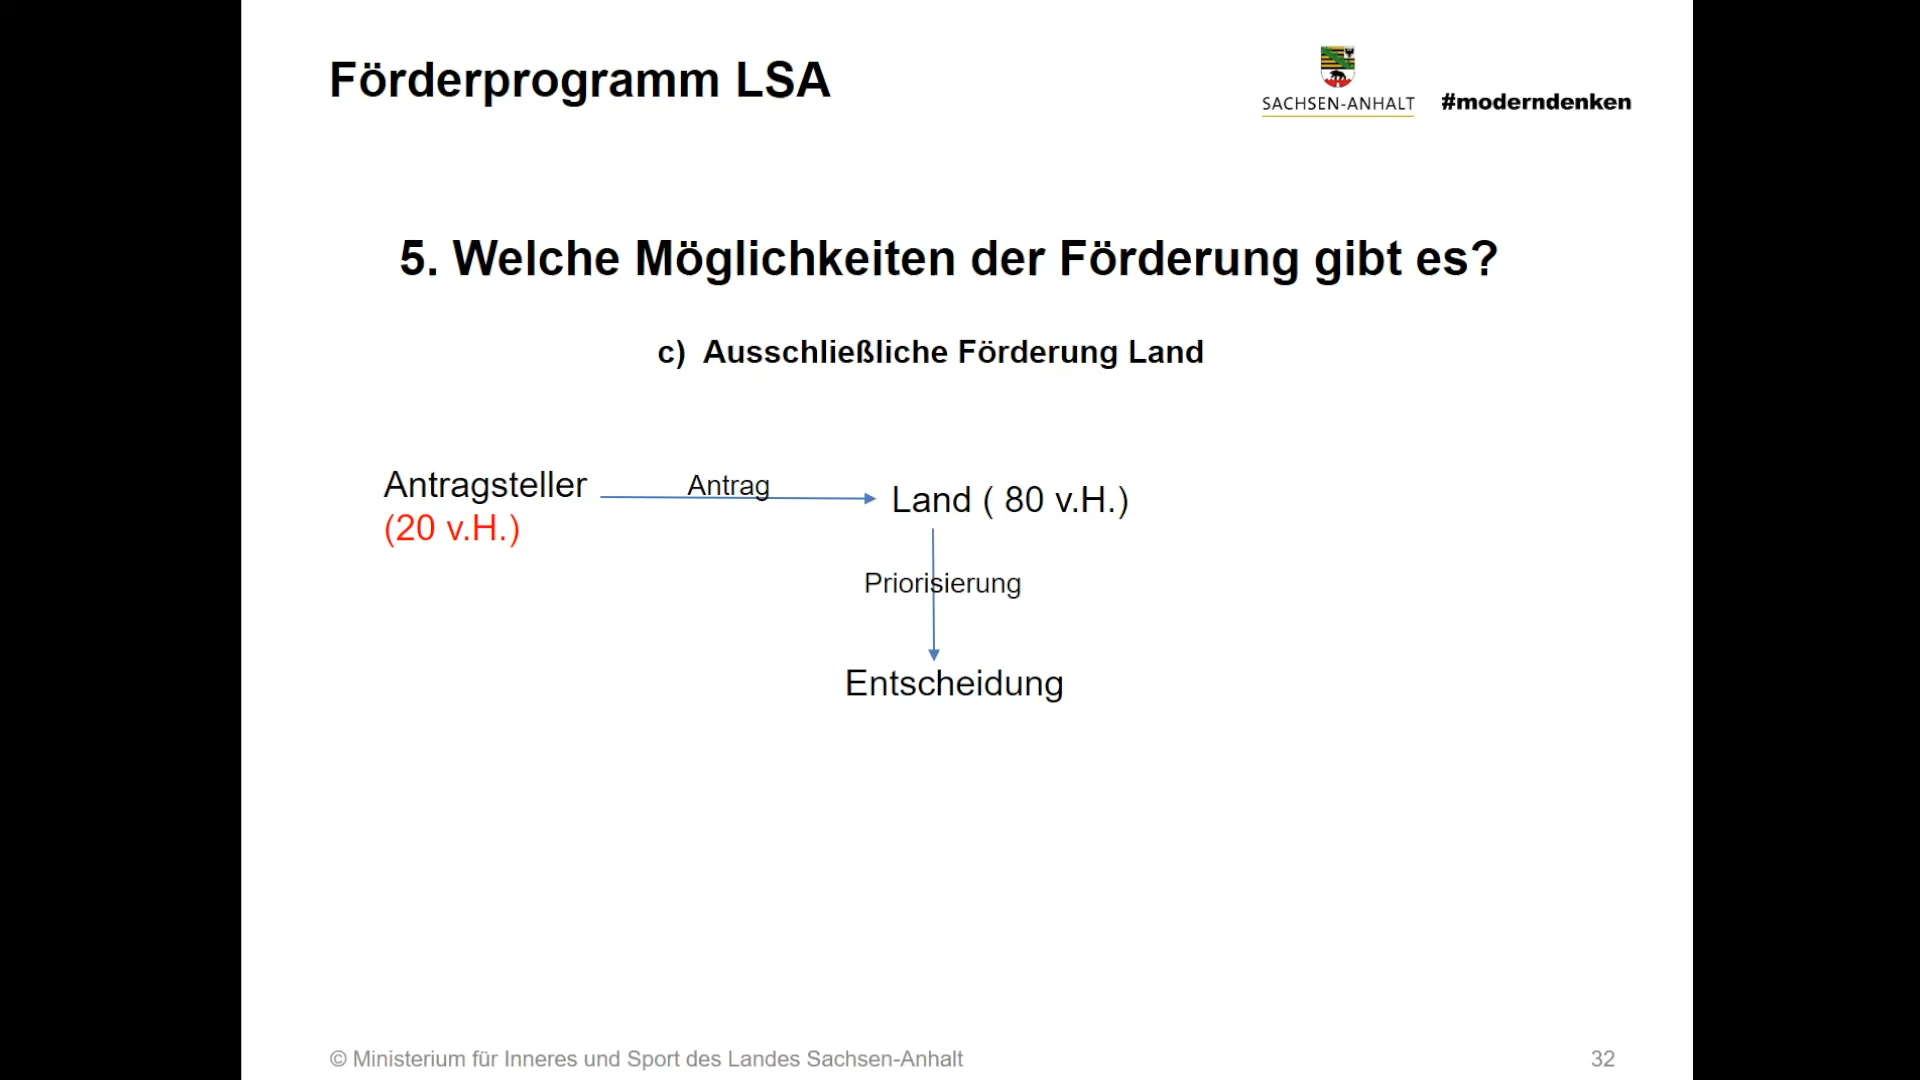 Förderprogramm LSA
SACHSEN-ANHALT
#moderndenken
5. Welche Möglichkeiten der Förderung gibt es?
c) Ausschließliche Förderung Land
Antragsteller
(20 v.H.)
Antrag
Land ( 80 v.H.)
Priorisierung
Entscheidung
© Ministerium für Inneres und Sport des Landes Sachsen-Anhalt
32